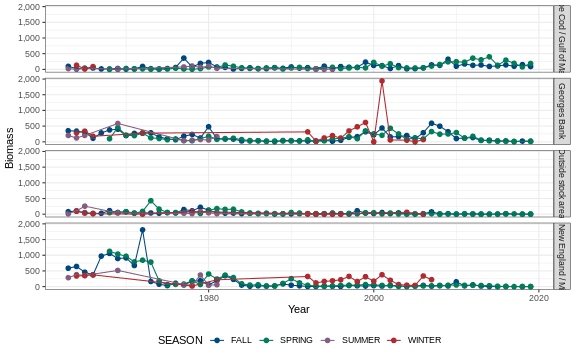 2,000
1,500
1,000
500
0
Cod / Gulf of
2,000
1,500
1,000
500
0
Georges Bank
2,000
1,500
1,000
500
0
Outside stock area
2,000
1,500
1,000
500
0
New England /
Biomass
1980
2000
2020
Year
SEASON
FALL
SPRING
SUMMER
WINTER